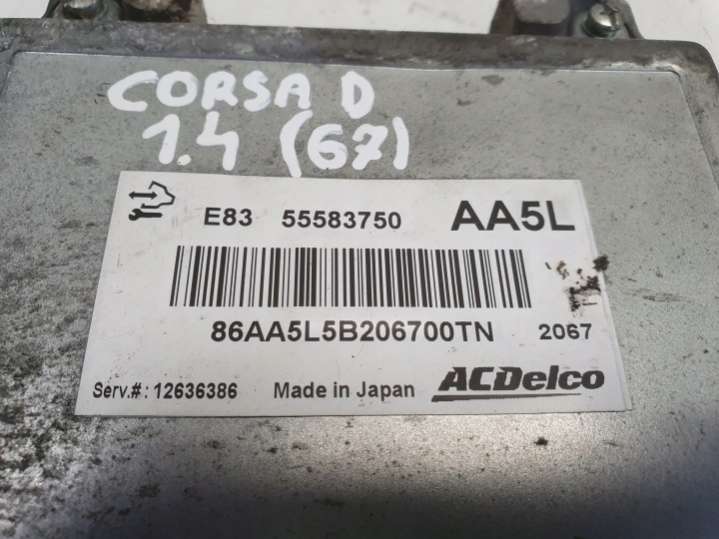 CORSA D
1.4 (67)
E83 55583750 AA5L
86AA5L5B206700TN 2067
Serv.#: 12636386 Made in Japan ACDelco